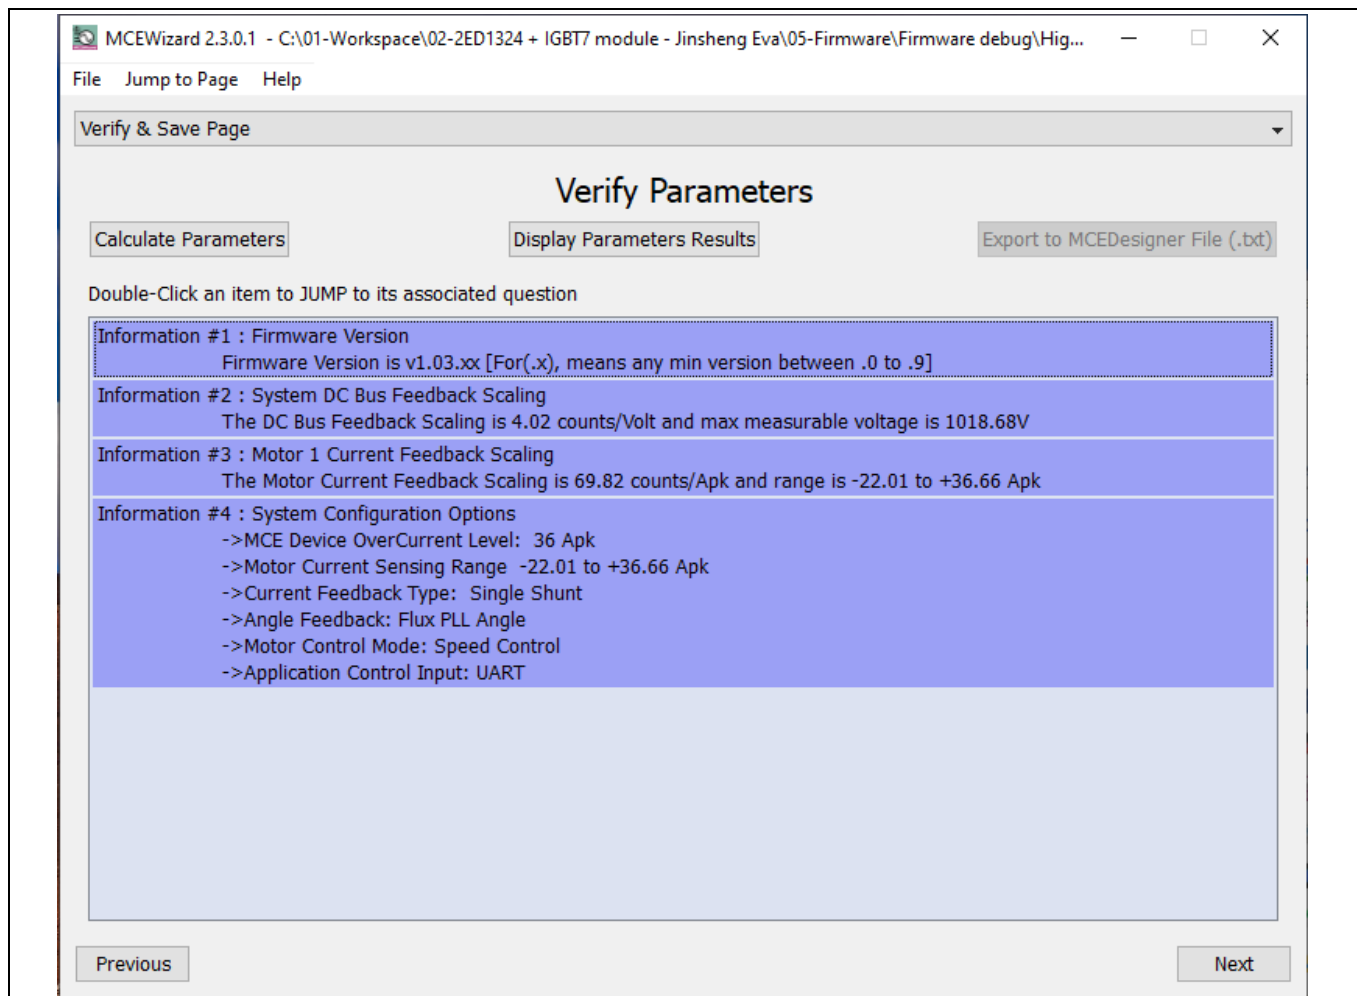 MCEWizard 2.3.0.1 - C:\01-Workspace\02-2ED1324 + IGBT7 module - Jinsheng Eva\05-Firmware\Firmware debug\Hig...
File Jump to Page Help
Verify & Save Page
Verify Parameters
Calculate Parameters
Display Parameters Results
Export to MCEDesigner File (.txt)
Double-Click an item to JUMP to its associated question
Information #1 : Firmware Version
Firmware Version is v1.03.xx [For(.x), means any min version between .0 to .9]
Information #2 : System DC Bus Feedback Scaling
The DC Bus Feedback Scaling is 4.02 counts/Volt and max measurable voltage is 1018.68V
Information #3 : Motor 1 Current Feedback Scaling
The Motor Current Feedback Scaling is 69.82 counts/Apk and range is -22.01 to +36.66 Apk
Information #4 : System Configuration Options
->MCE Device OverCurrent Level: 36 Apk
->Motor Current Sensing Range -22.01 to +36.66 Apk
->Current Feedback Type: Single Shunt
->Angle Feedback: Flux PLL Angle
->Motor Control Mode: Speed Control
->Application Control Input: UART
Previous
Next